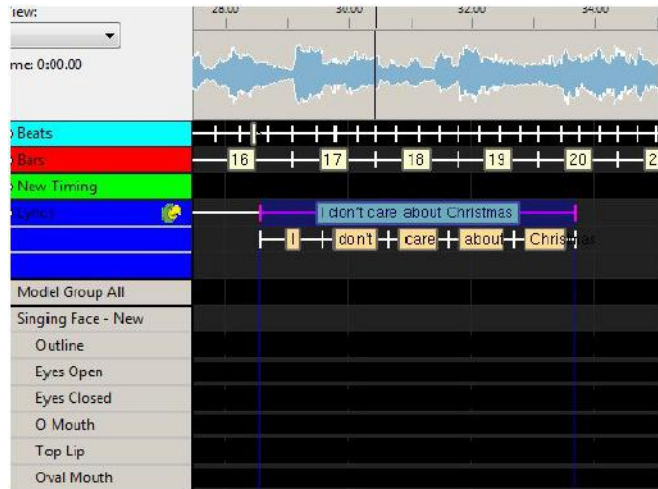 View:
28.00 30.00 32.00 34.00
me: 0:00.00
Beats
Bars 16 17 18 19 20 2
New Timing
Lyrics I don't care about Christmas
I don't care about Christmas
Model Group All
Singing Face - New
Outline
Eyes Open
Eyes Closed
O Mouth
Top Lip
Oval Mouth